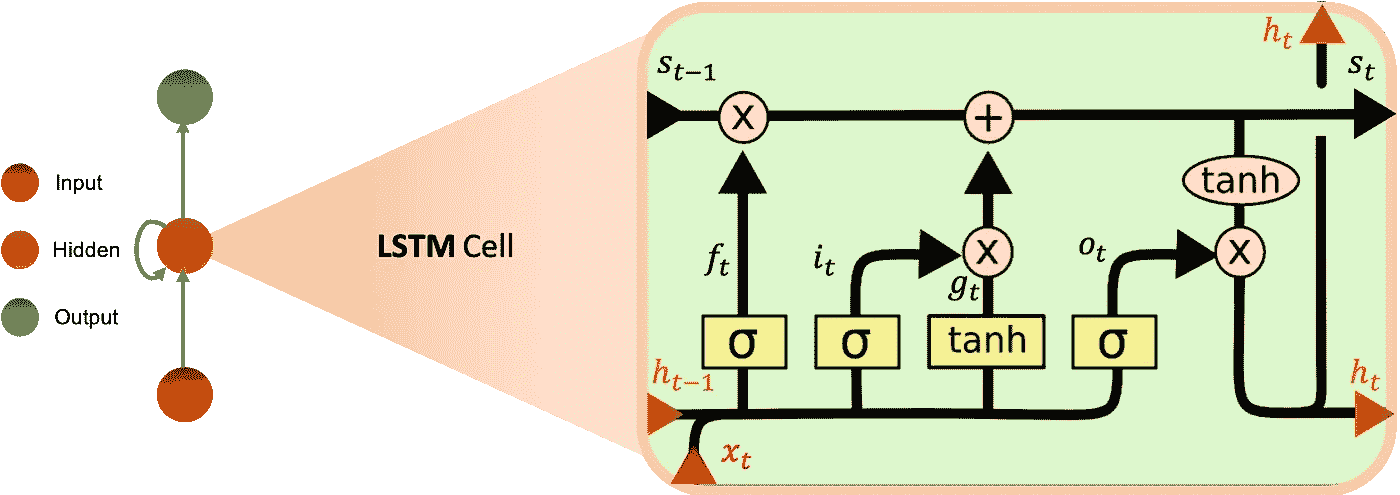 Input
Hidden
Output
LSTM Cell
s_{t-1}
h_t
s_t
x
+
tanh
f_t
i_t
x
g_t
o_t
x
σ
σ
tanh
σ
h_{t-1}
h_t
x_t